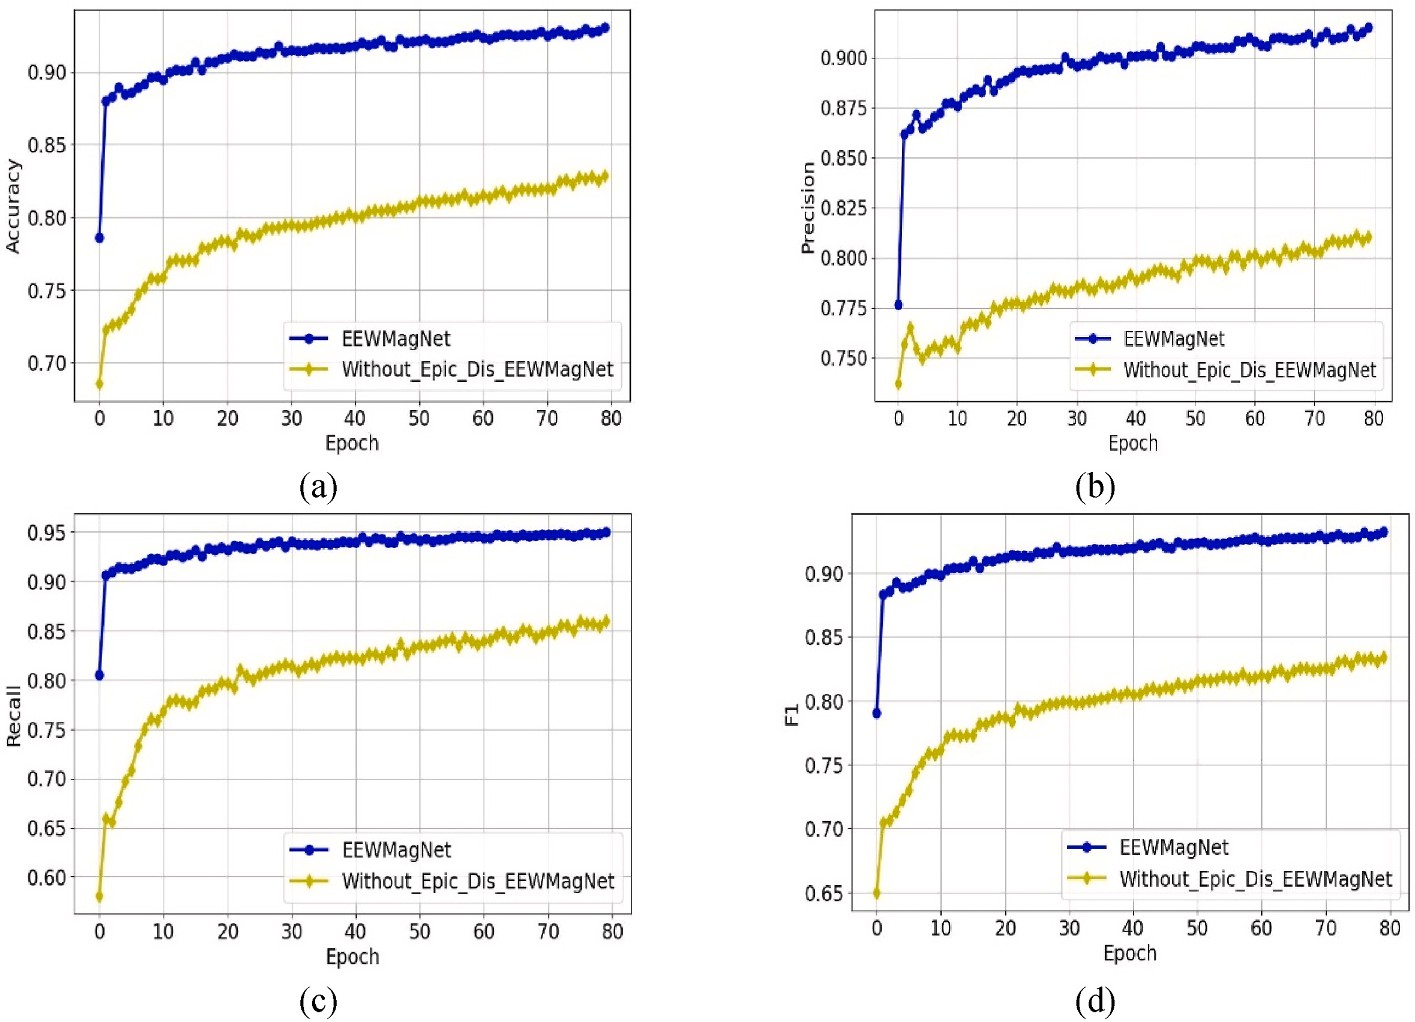 0.90
0.85
0.80
0.75
0.70
Accuracy
EEWMagNet
Without_Epic_Dis_EEWMagNet
0 10 20 30 40 50 60 70 80
Epoch
(a)
0.900
0.875
0.850
0.825
0.800
0.775
0.750
Precision
EEWMagNet
Without_Epic_Dis_EEWMagNet
0 10 20 30 40 50 60 70 80
Epoch
(b)
0.95
0.90
0.85
0.80
0.75
0.70
0.65
0.60
Recall
EEWMagNet
Without_Epic_Dis_EEWMagNet
0 10 20 30 40 50 60 70 80
Epoch
(c)
0.90
0.85
0.80
0.75
0.70
0.65
F1
EEWMagNet
Without_Epic_Dis_EEWMagNet
0 10 20 30 40 50 60 70 80
Epoch
(d)